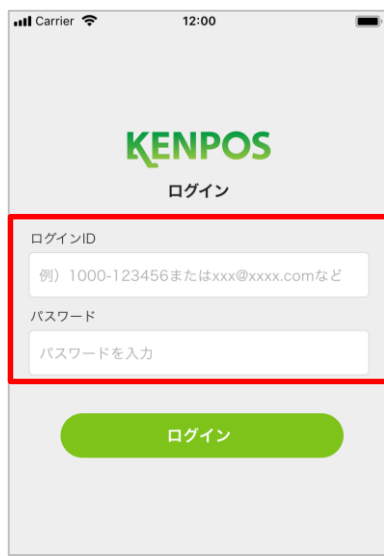 Carrier 12:00
KENPOS
ログイン
ログインID
例）1000-123456またはxxx@xxxx.comなど
パスワード
パスワードを入力
ログイン